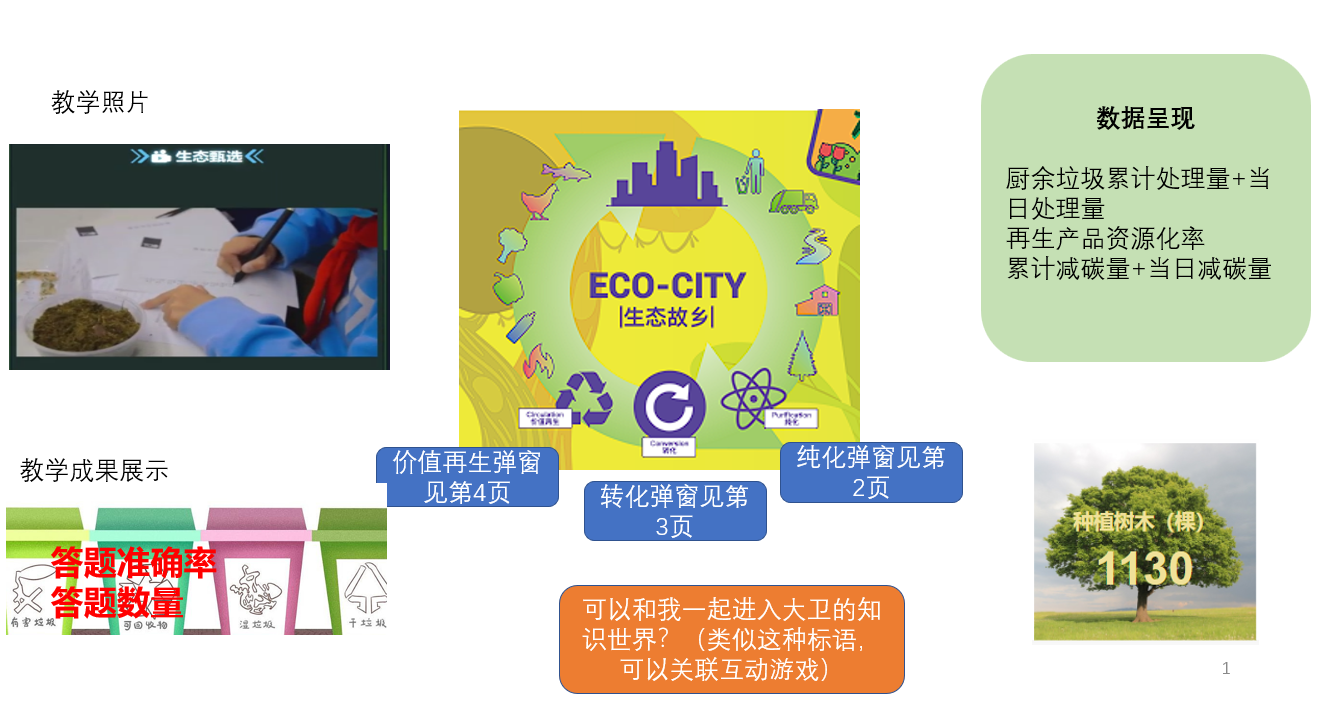 教学照片
生态甄选
教学成果展示
答题准确率
答题数量
有害垃圾
可回收物
湿垃圾
干垃圾
ECO-CITY
|生态故乡|
Circulation
价值再生
Conversion
转化
Purification
纯化
价值再生弹窗
见第4页
转化弹窗见第
3页
纯化弹窗见第
2页
可以和我一起进入大卫的知
识世界？（类似这种标语，
可以关联互动游戏）
数据呈现
厨余垃圾累计处理量+当
日处理量
再生产品资源化率
累计减碳量+当日减碳量
种植树木（棵）
1130
1